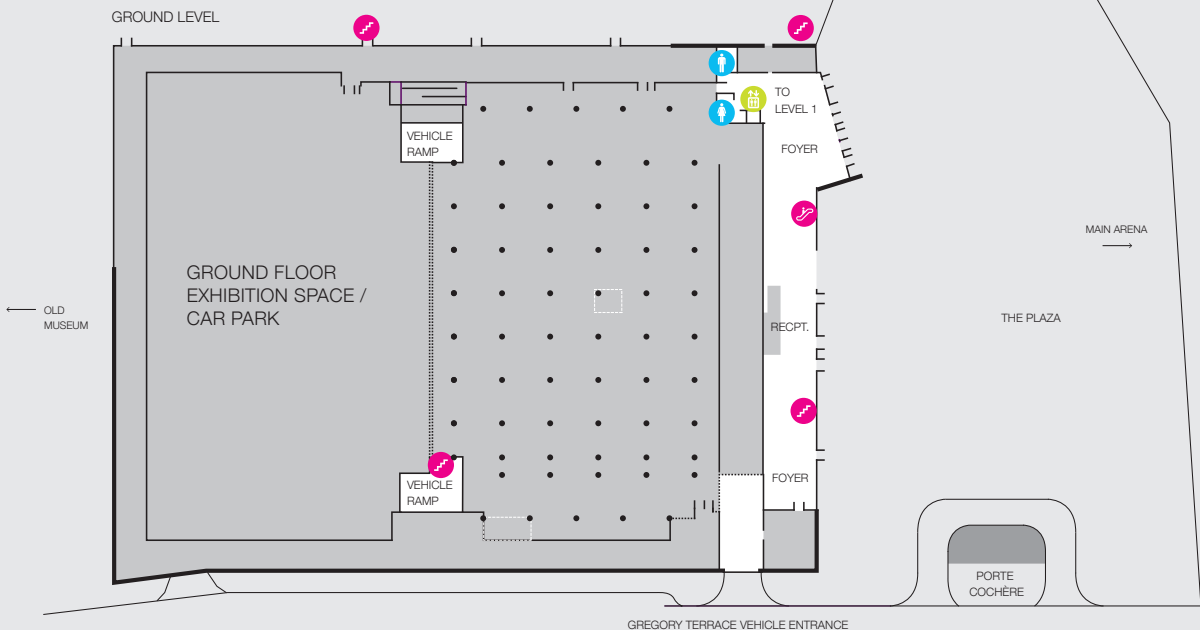 GROUND LEVEL
TO
LEVEL 1
VEHICLE
RAMP
FOYER
MAIN ARENA
GROUND FLOOR
EXHIBITION SPACE /
CAR PARK
OLD
MUSEUM
THE PLAZA
RECPT.
FOYER
VEHICLE
RAMP
PORTE
COCHÈRE
GREGORY TERRACE VEHICLE ENTRANCE